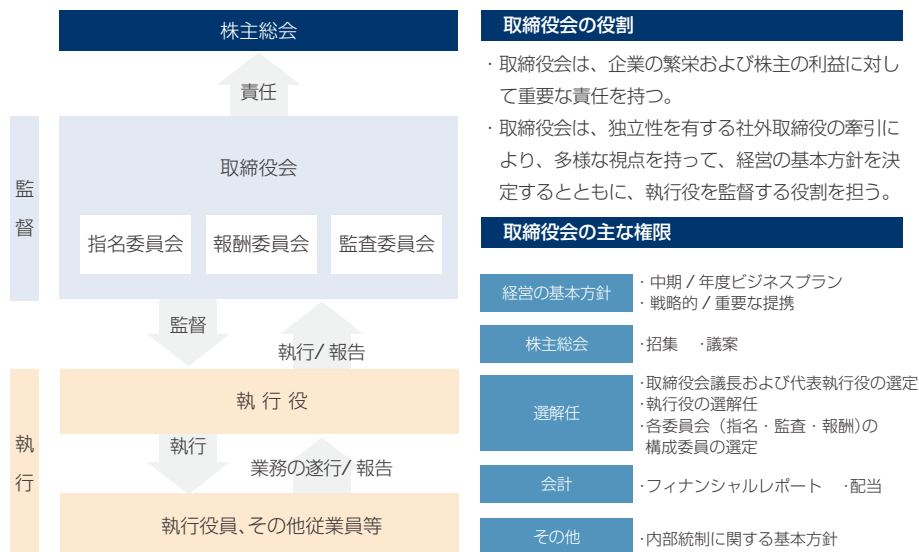 株主総会
責任
監督
取締役会
指名委員会 報酬委員会 監査委員会
監督
執行/ 報告
執行
執 行 役
執行
業務の遂行/ 報告
執行役員、その他従業員等
取締役会の役割
・取締役会は、企業の繁栄および株主の利益に対し
て重要な責任を持つ。
・取締役会は、独立性を有する社外取締役の牽引に
より、多様な視点を持って、経営の基本方針を決
定するとともに、執行役を監督する役割を担う。
取締役会の主な権限
経営の基本方針
・中期 / 年度ビジネスプラン
・戦略的 / 重要な提携
株主総会
・招集 ・議案
選解任
・取締役会議長および代表執行役の選定
・執行役の選解任
・各委員会（指名・監査・報酬)の
構成委員の選定
会計
・フィナンシャルレポート ・配当
その他
・内部統制に関する基本方針